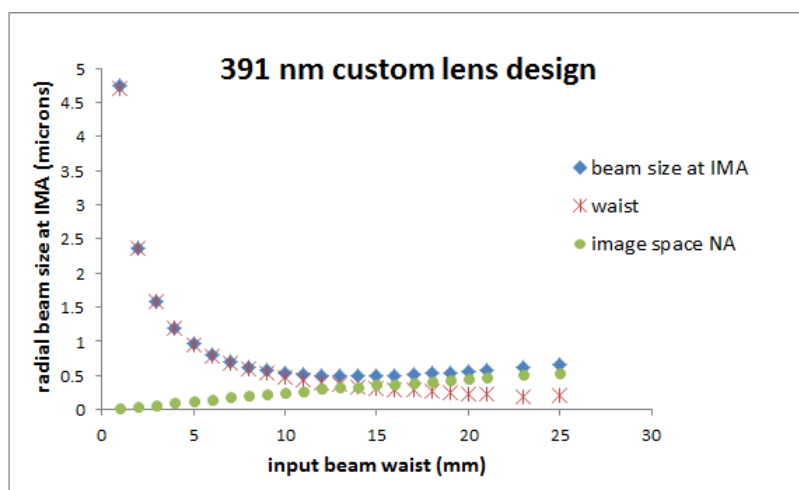 391 nm custom lens design
5
4.5
4
3.5
3
2.5
2
1.5
1
0.5
0
radial beam size at IMA (microns)
0 5 10 15 20 25 30
input beam waist (mm)
beam size at IMA
waist
image space NA